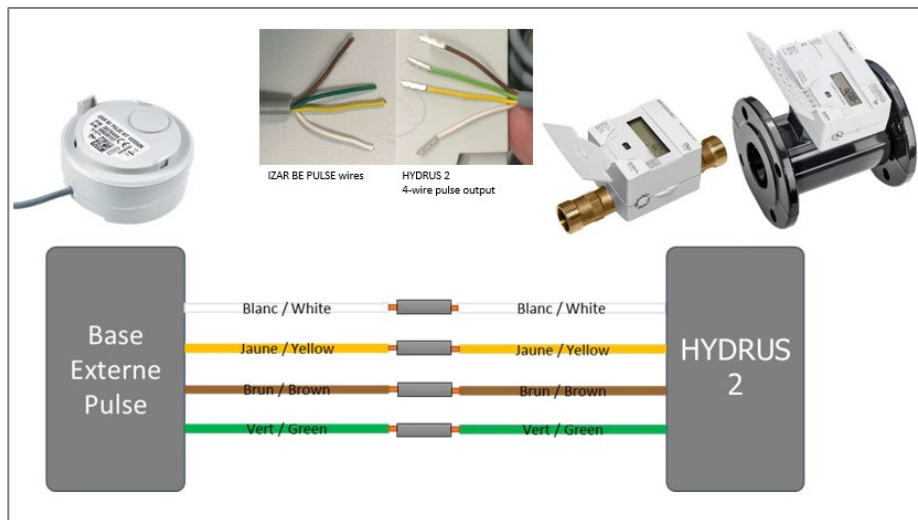 IZAR BE PULSE wires
HYDRUS 2
4-wire pulse output
HYDRUS
Base
Externe
Pulse
Blanc / White
Blanc / White
Jaune / Yellow
Jaune / Yellow
Brun / Brown
Brun / Brown
Vert / Green
Vert / Green
HYDRUS
2